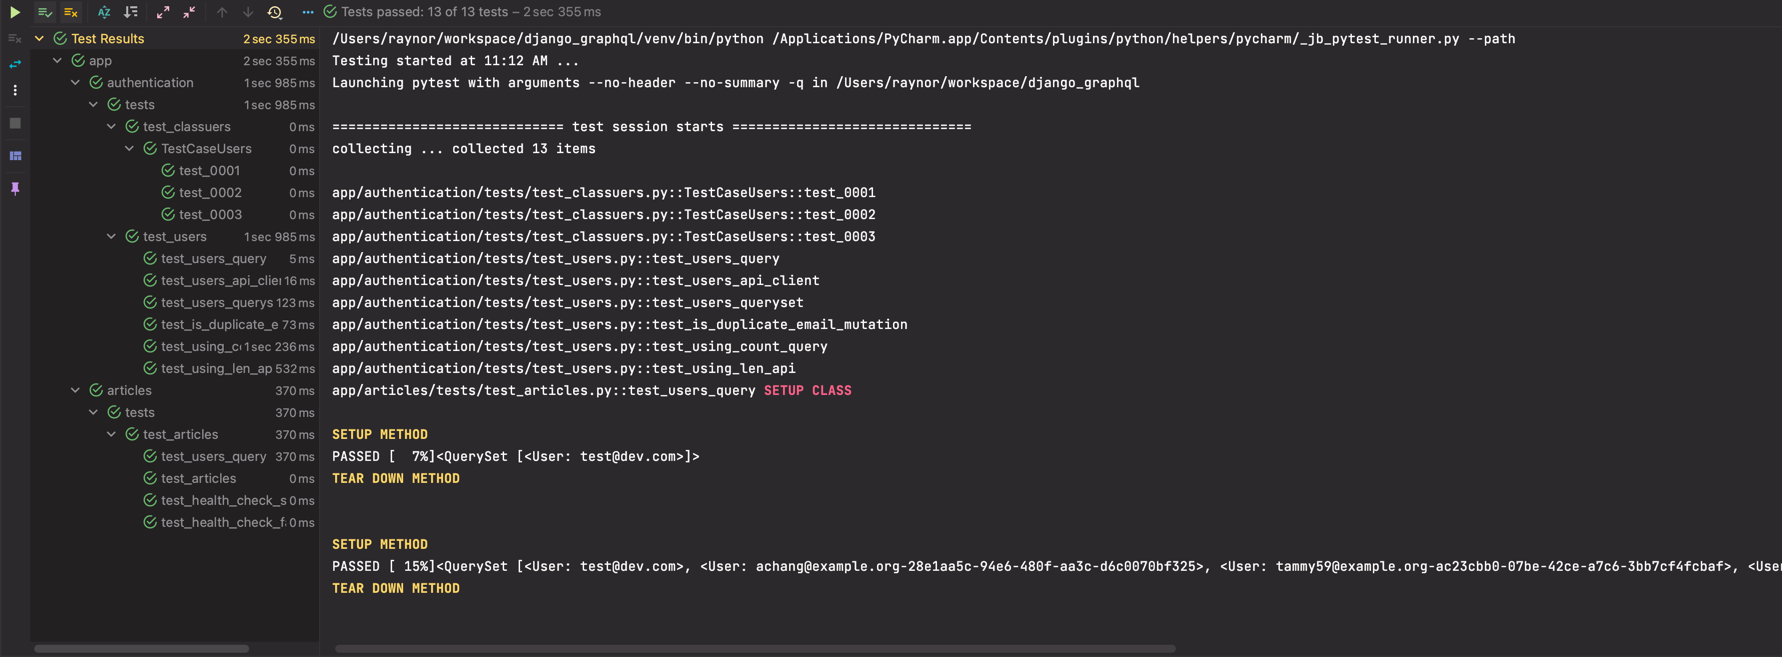 Tests passed: 13 of 13 tests – 2 sec 355 ms
Test Results 2 sec 355 ms
app 2 sec 355 ms
authentication 1 sec 985 ms
tests 1 sec 985 ms
test_classuers 0 ms
TestCaseUsers 0 ms
test_0001 0 ms
test_0002 0 ms
test_0003 0 ms
test_users 1 sec 985 ms
test_users_query 5 ms
test_users_api_clie 16 ms
test_users_querys 123 ms
test_is_duplicate_e 73 ms
test_using_c 1 sec 236 ms
test_using_len_ap 532 ms
articles 370 ms
tests 370 ms
test_articles 370 ms
test_users_query 370 ms
test_articles 0 ms
test_health_check_s 0 ms
test_health_check_f 0 ms
/Users/raynor/workspace/django_graphql/venv/bin/python /Applications/PyCharm.app/Contents/plugins/python/helpers/pycharm/_jb_pytest_runner.py --path
Testing started at 11:12 AM ...
Launching pytest with arguments --no-header --no-summary -q in /Users/raynor/workspace/django_graphql
============================= test session starts ==============================
collecting ... collected 13 items
app/authentication/tests/test_classuers.py::TestCaseUsers::test_0001
app/authentication/tests/test_classuers.py::TestCaseUsers::test_0002
app/authentication/tests/test_classuers.py::TestCaseUsers::test_0003
app/authentication/tests/test_users.py::test_users_query
app/authentication/tests/test_users.py::test_users_api_client
app/authentication/tests/test_users.py::test_users_queryset
app/authentication/tests/test_users.py::test_is_duplicate_email_mutation
app/authentication/tests/test_users.py::test_using_count_query
app/authentication/tests/test_users.py::test_using_len_api
app/articles/tests/test_articles.py::test_users_query SETUP CLASS
SETUP METHOD
PASSED [  7%]<QuerySet [<User: test@dev.com>]>
TEAR DOWN METHOD
SETUP METHOD
PASSED [ 15%]<QuerySet [<User: test@dev.com>, <User: achang@example.org-28e1aa5c-94e6-480f-aa3c-d6c0070bf325>, <User: tammy59@example.org-ac23cbb0-07be-42ce-a7c6-3bb7cf4fcbaf>, <User
TEAR DOWN METHOD